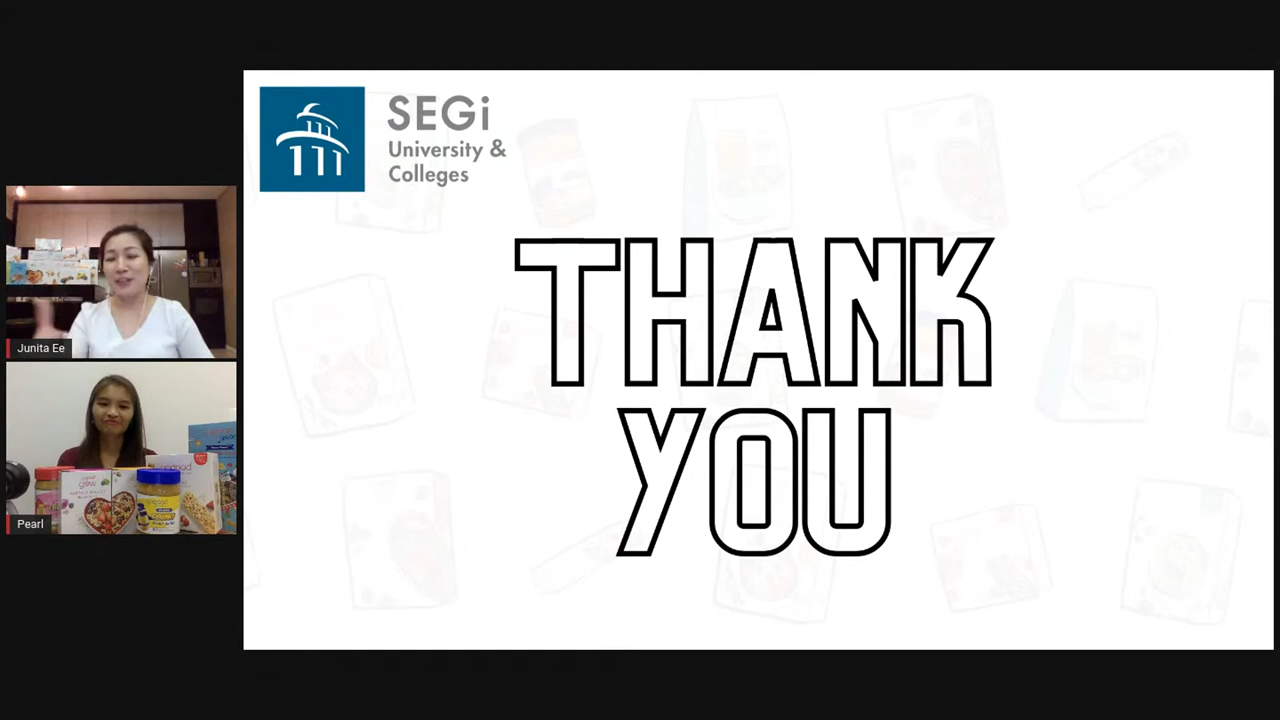 SEGi
University &
Colleges
THANK
YOU
Junita Ee
Pearl